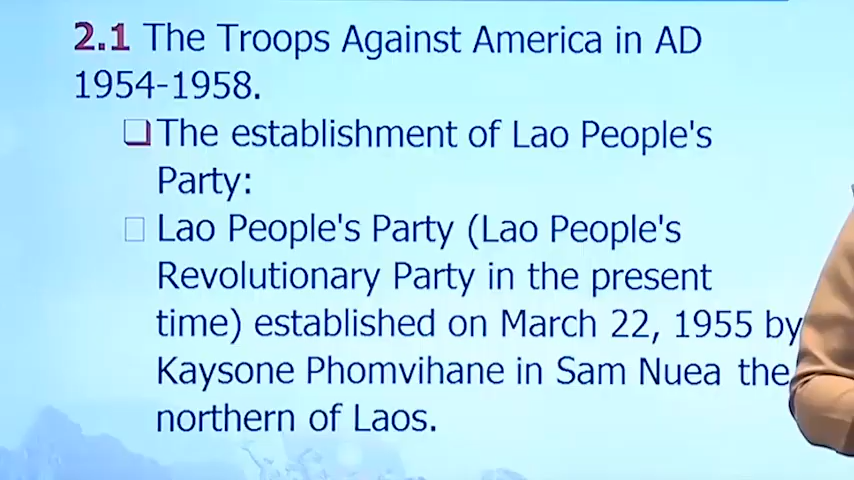 2.1 The Troops Against America in AD
1954-1958.
The establishment of Lao People's
Party:
Lao People's Party (Lao People's
Revolutionary Party in the present
time) established on March 22, 1955 by
Kaysone Phomvihane in Sam Nuea the
northern of Laos.